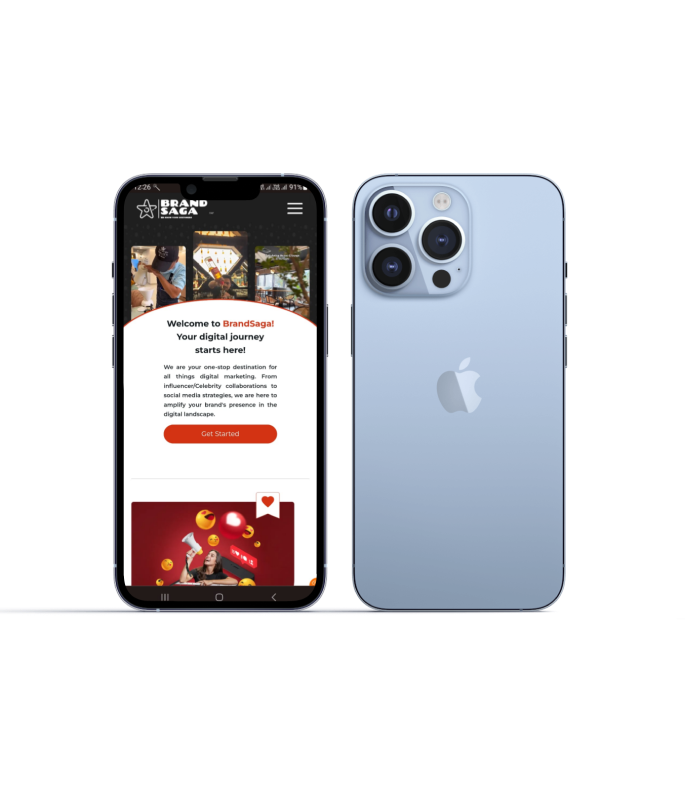 12:26
91%
BRAND
SAGA
Welcome to BrandSaga!
Your digital journey
starts here!
We are your one-stop destination for
all things digital marketing. From
influencer/Celebrity collaborations to
social media strategies, we are here to
amplify your brand's presence in the
digital landscape.
Get Started